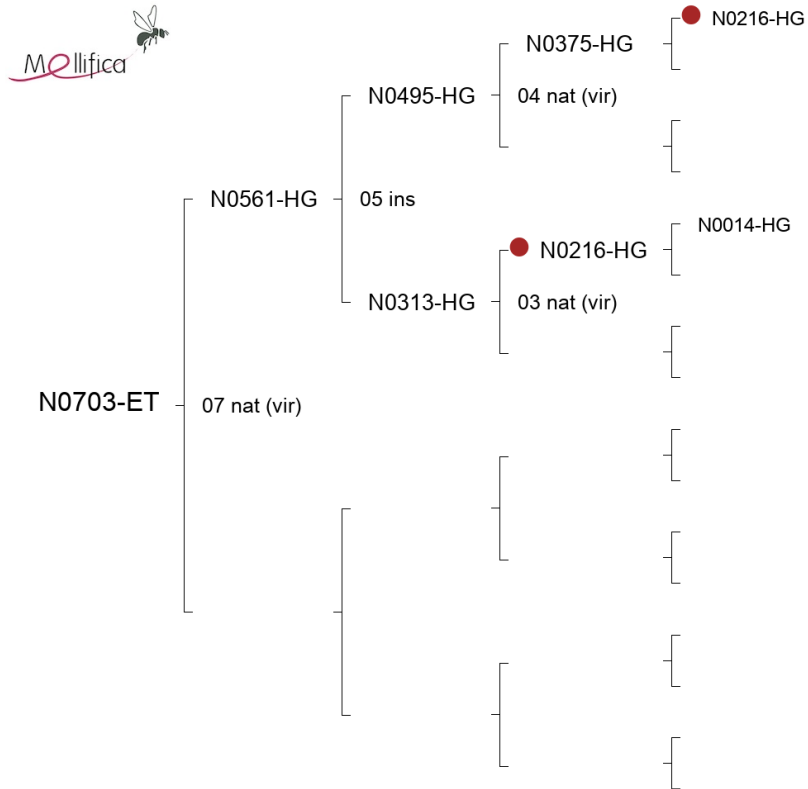 Mellifica
N0216-HG
N0375-HG
N0495-HG
04 nat (vir)
N0561-HG
05 ins
N0014-HG
N0216-HG
N0313-HG
03 nat (vir)
N0703-ET
07 nat (vir)